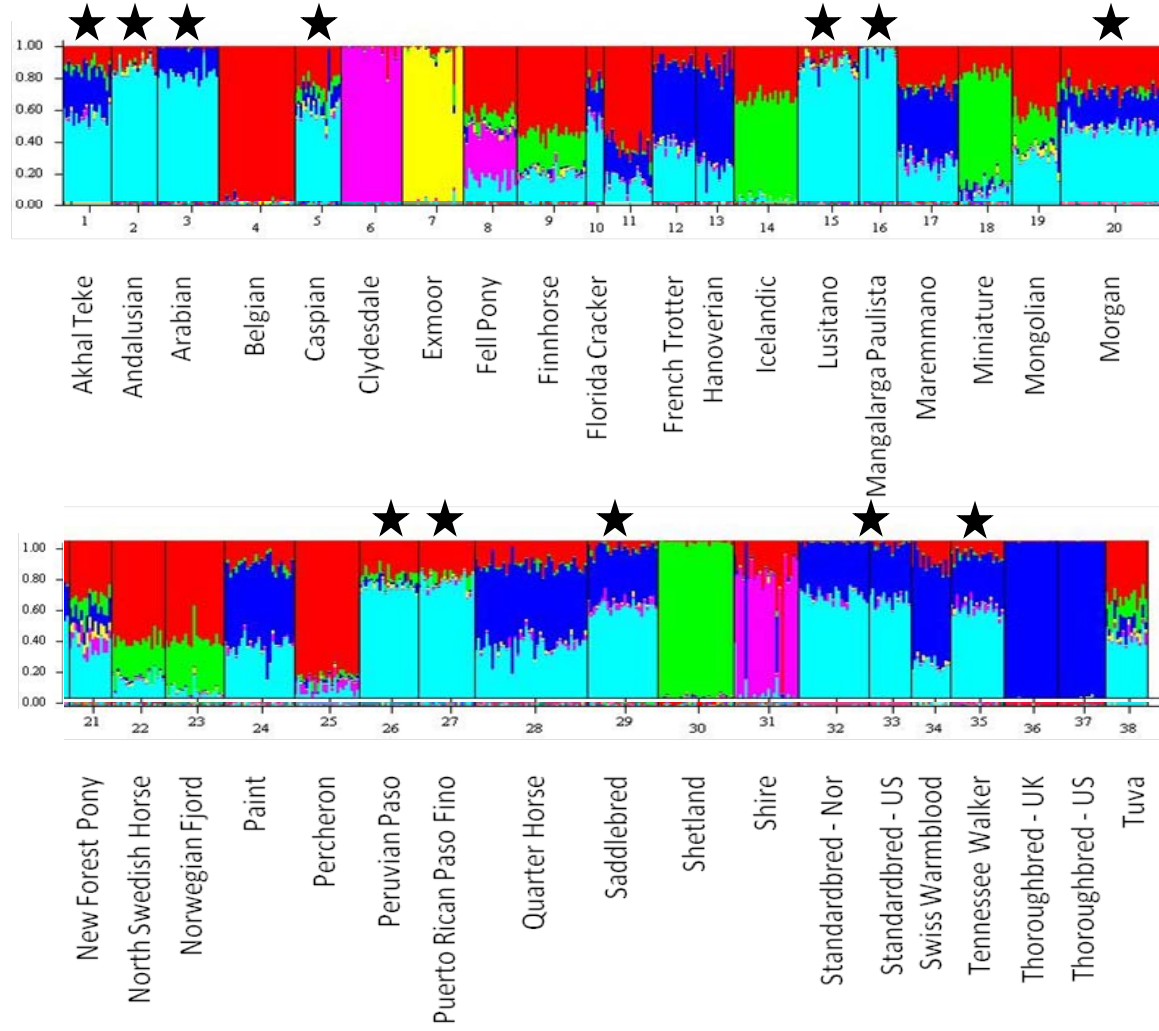 1.00
0.80
0.60
0.40
0.20
0.00
1 2 3 4 5 6 7 8 9 10 11 12 13 14 15 16 17 18 19 20
Akhal Teke
Andalusian
Arabian
Belgian
Caspian
Clydesdale
Exmoor
Fell Pony
Finnhorse
Florida Cracker
French Trotter
Hanoverian
Icelandic
Lusitano
Mangalarga Paulista
Maremmano
Miniature
Mongolian
Morgan
1.00
0.80
0.60
0.40
0.20
0.00
21 22 23 24 25 26 27 28 29 30 31 32 33 34 35 36 37 38
New Forest Pony
North Swedish Horse
Norwegian Fjord
Paint
Percheron
Peruvian Paso
Puerto Rican Paso Fino
Quarter Horse
Saddlebred
Shetland
Shire
Standardbred - Nor
Standardbred - US
Swiss Warmblood
Tennessee Walker
Thoroughbred - UK
Thoroughbred - US
Tuva